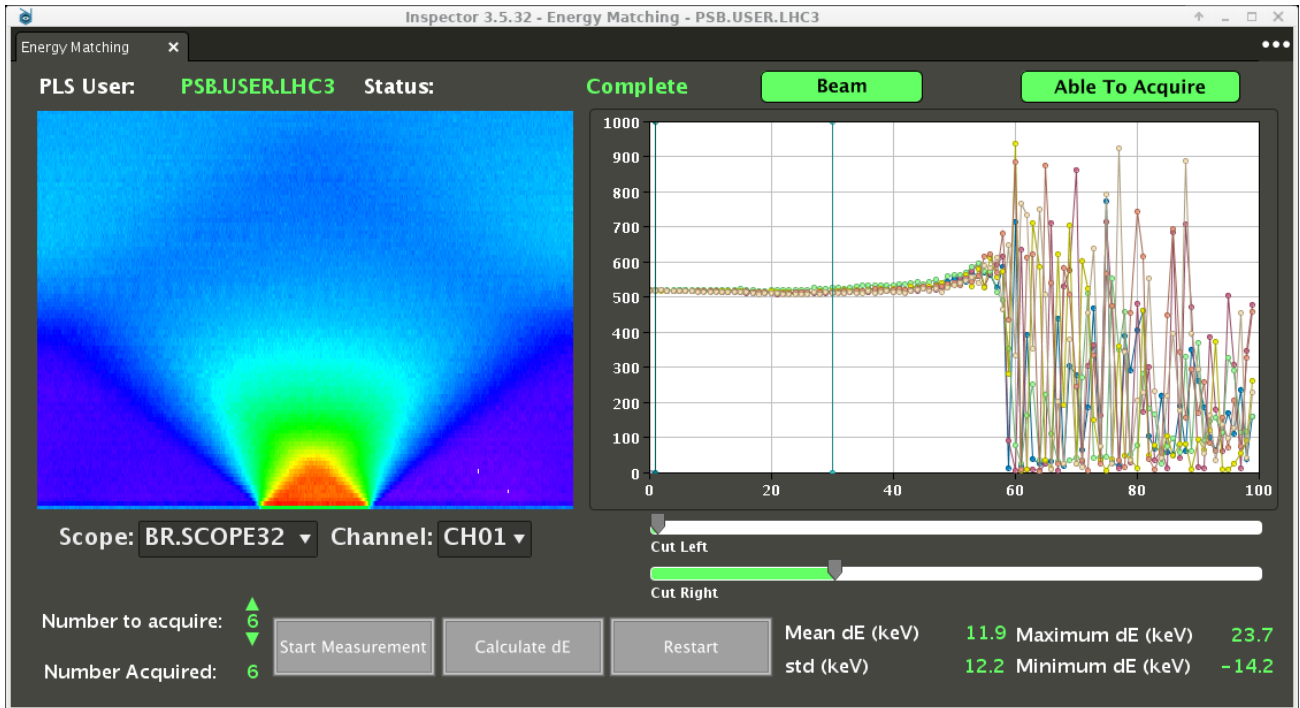 Inspector 3.5.32 - Energy Matching - PSB.USER.LHC3
Energy Matching
PLS User: PSB.USER.LHC3 Status: Complete Beam Able To Acquire
1000
900
800
700
600
500
400
300
200
100
0
0 20 40 60 80 100
Scope: BR.SCOPE32 Channel: CH01
Cut Left
Cut Right
Number to acquire: 6
Start Measurement Calculate dE Restart
Number Acquired: 6
Mean dE (keV) 11.9 Maximum dE (keV) 23.7
std (keV) 12.2 Minimum dE (keV) -14.2